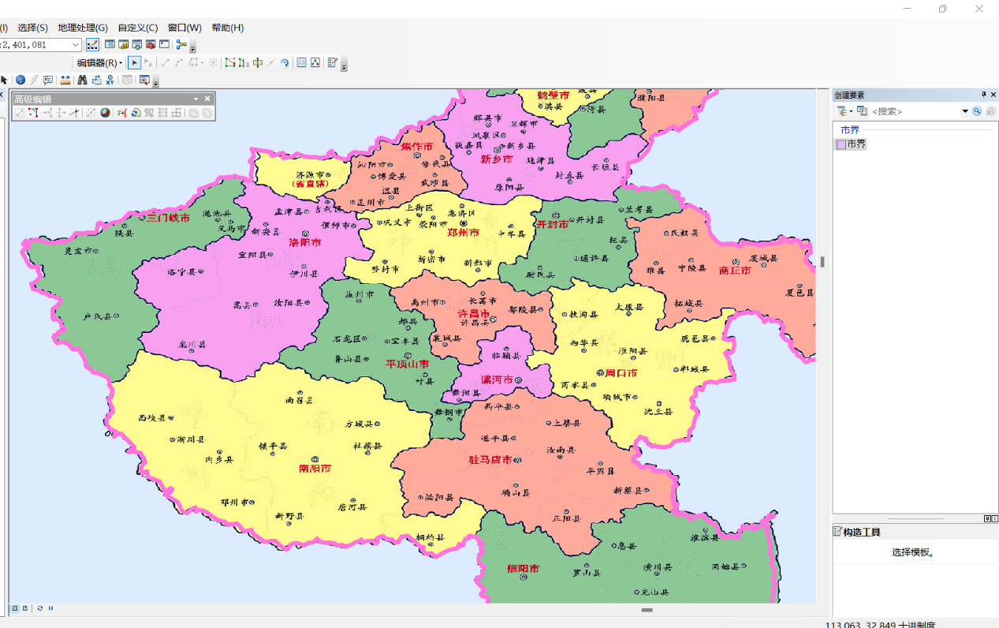 (I) 选择(S) 地理处理(G) 自定义(C) 窗口(W) 帮助(H)
:2,401,081
编辑器(R)
高级编辑
创建要素
<搜索>
市界
市界
鹤壁市
淇县
滑县
濮阳县
辉县市
卫辉市
凤泉区
获嘉县
新乡县
新乡市
延津县
长垣县
封丘县
原阳县
焦作市
沁阳市
修武县
博爱县
武陟县
温县
孟州市
济源市
(省直辖)
三门峡市
渑池县
义马市
陕县
灵宝市
卢氏县
孟津县
吉利区
偃师市
新安县
洛阳市
宜阳县
洛宁县
伊川县
嵩县
汝阳县
栾川县
上街区
惠济区
巩义市
荥阳市
郑州市
中牟县
新密市
新郑市
登封市
开封市
开封县
兰考县
杞县
通许县
尉氏县
民权县
虞城县
睢县
宁陵县
商丘市
夏邑县
柘城县
汝州市
郏县
石龙区
宝丰县
鲁山县
平顶山市
叶县
舞钢市
禹州市
长葛市
鄢陵县
许昌市
许昌县
襄城县
临颍县
漯河市
舞阳县
太康县
扶沟县
西华县
淮阳县
鹿邑县
郸城县
周口市
商水县
项城市
沈丘县
南召县
西峡县
方城县
淅川县
镇平县
社旗县
内乡县
南阳市
邓州市
唐河县
新野县
桐柏县
西平县
上蔡县
遂平县
汝南县
驻马店市
平舆县
确山县
新蔡县
泌阳县
正阳县
息县
淮滨县
信阳市
罗山县
潢川县
固始县
光山县
构造工具
选择模板。
113.063 32.849 十进制度